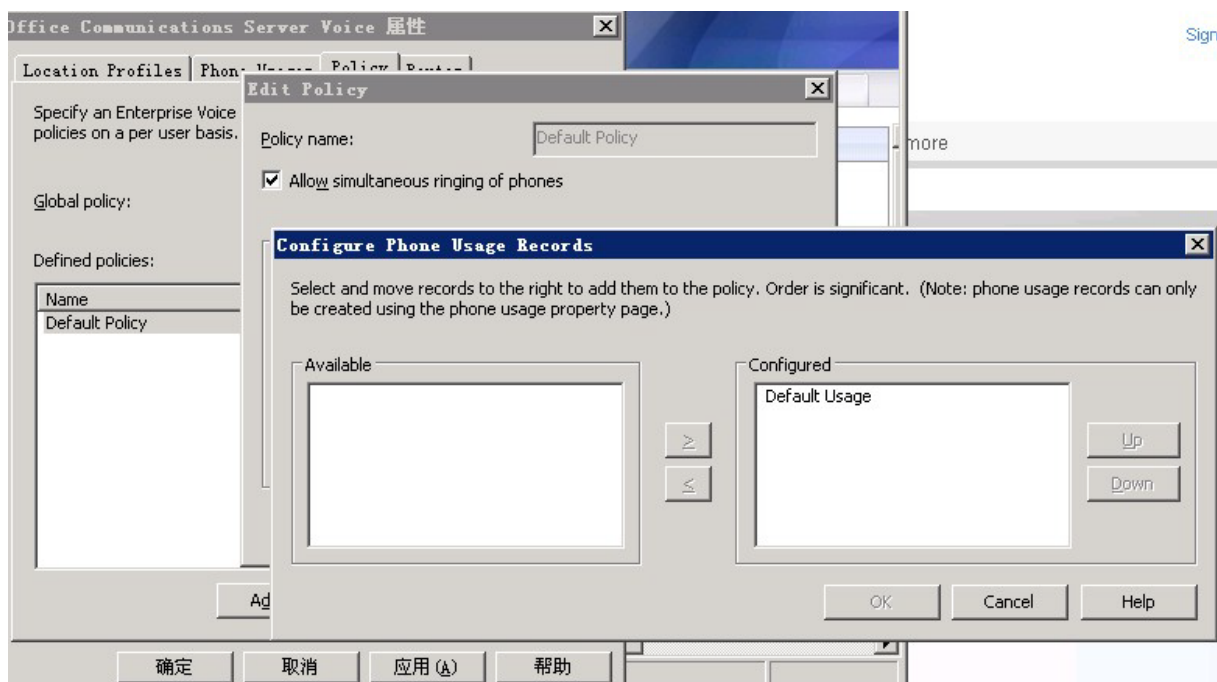 Office Communications Server Voice 属性
Sign
Location Profiles
Policy
Edit Policy
Specify an Enterprise Voice
policies on a per user basis.
Policy name:
Default Policy
more
Allow simultaneous ringing of phones
Global policy:
Configure Phone Usage Records
Defined policies:
Select and move records to the right to add them to the policy. Order is significant. (Note: phone usage records can only
be created using the phone usage property page.)
Name
Default Policy
Available
Configured
Default Usage
≥
≤
Up
Down
Ad
OK
Cancel
Help
确定
取消
应用(A)
帮助